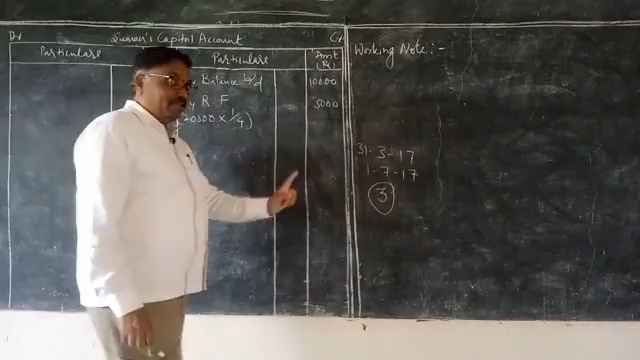 Dr Suman's Capital Account Cr
Particulars Particulars Amt
(₹)
Balance b/d 10000
R.F 5000
(20000 × 1/4)
Working Note:-
31-3-17
1-7-17
3